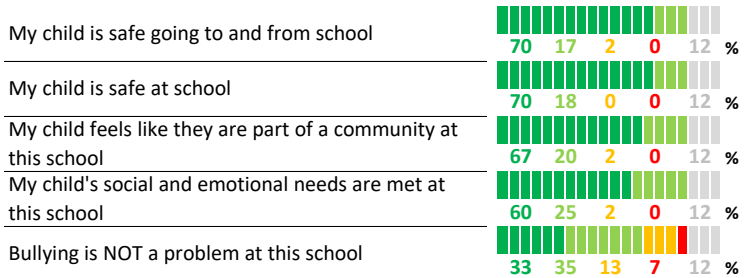 My child is safe going to and from school
70 17 2 0 12 %
My child is safe at school
70 18 0 0 12 %
My child feels like they are part of a community at
this school
67 20 2 0 12 %
My child's social and emotional needs are met at
this school
60 25 2 0 12 %
Bullying is NOT a problem at this school
33 35 13 7 12 %